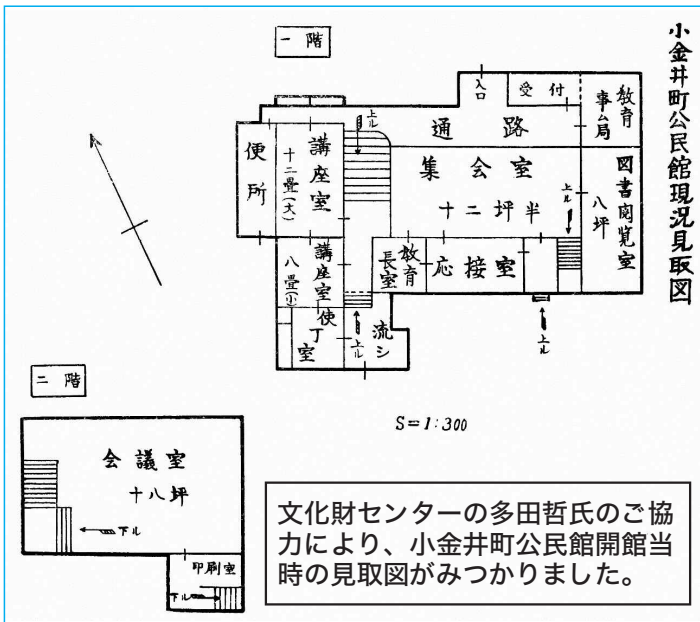 小金井町公民館現況見取図
一階
入口
受付
教育
事ム局
上ル
通路
便所
講座室
十二畳(大)
集会室
十二坪半
上ル
図書閲覧室
八坪
講座室
八畳(小)
教育
長室
応接室
使
丁
室
上ル
流シ
上ル
二階
S=1:300
会議室
十八坪
下ル
印刷室
下ル
文化財センターの多田哲氏のご協
力により、小金井町公民館開館当
時の見取図がみつかりました。